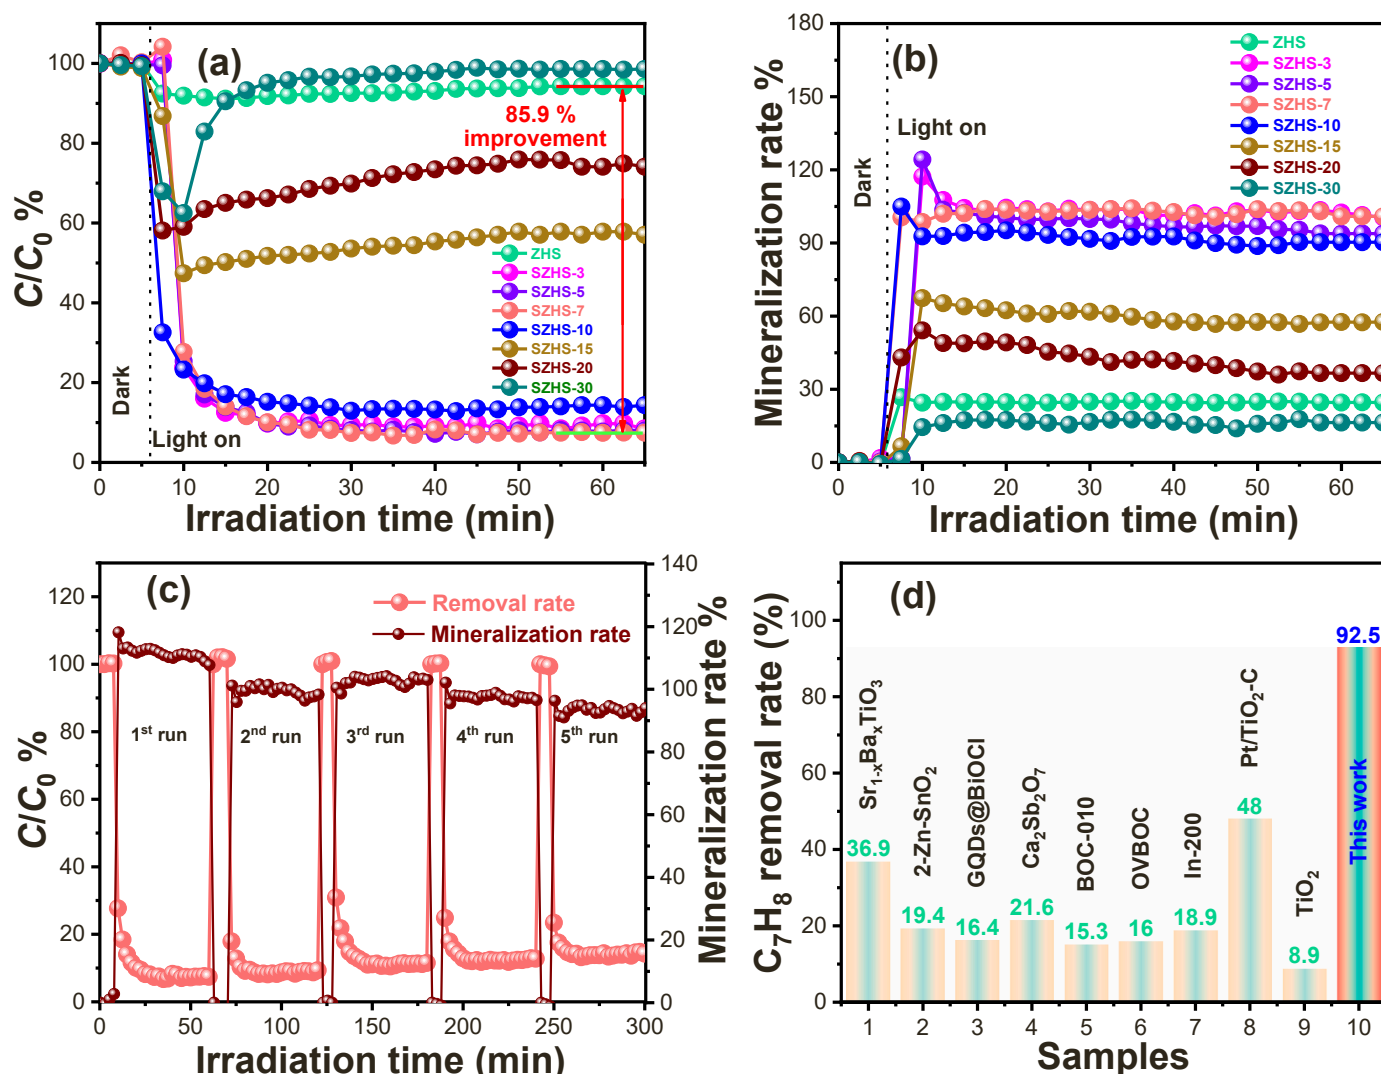 (a)
C/C0 %
100
80
60
40
20
0
0 10 20 30 40 50 60
Irradiation time (min)
Dark
Light on
85.9 %
improvement
ZHS
SZHS-3
SZHS-5
SZHS-7
SZHS-10
SZHS-15
SZHS-20
SZHS-30
(b)
Mineralization rate %
180
150
120
90
60
30
0
0 10 20 30 40 50 60
Irradiation time (min)
Dark
Light on
ZHS
SZHS-3
SZHS-5
SZHS-7
SZHS-10
SZHS-15
SZHS-20
SZHS-30
(c)
C/C0 %
120
100
80
60
40
20
0
Removal rate
Mineralization rate
1st run
2nd run
3rd run
4th run
5th run
140
120
100
80
60
40
20
0
Mineralization rate %
0 50 100 150 200 250 300
Irradiation time (min)
(d)
C7H8 removal rate (%)
100
80
60
40
20
0
Sr1-xBaxTiO3
36.9
2-Zn-SnO2
19.4
GQDs@BiOCl
16.4
Ca2Sb2O7
21.6
BOC-010
15.3
OVBOC
16
In-200
18.9
Pt/TiO2-C
48
TiO2
8.9
This work
92.5
1 2 3 4 5 6 7 8 9 10
Samples